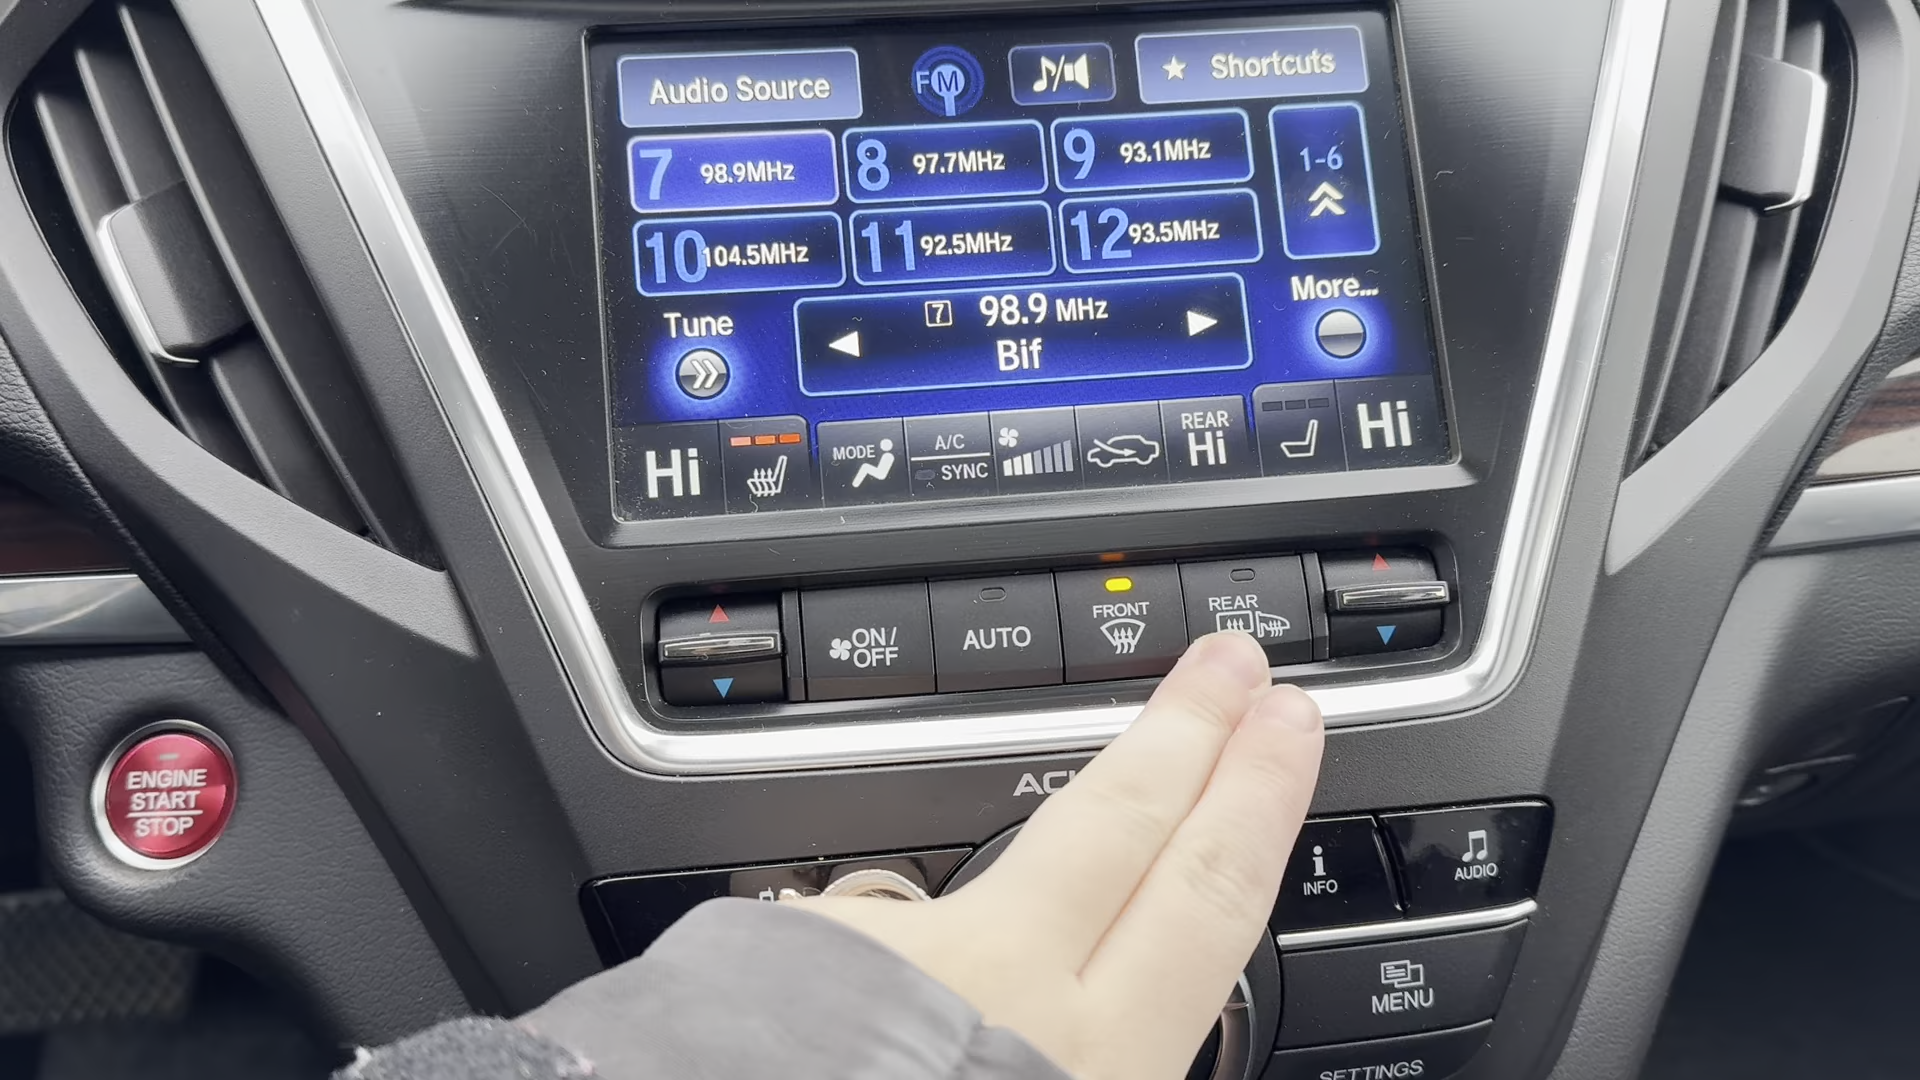 Audio Source
FM
Shortcuts
7 98.9MHz
8 97.7MHz
9 93.1MHz
1-6
10 104.5MHz
11 92.5MHz
12 93.5MHz
More...
Tune
7 98.9 MHz
Bif
Hi
MODE
A/C
SYNC
REAR
Hi
Hi
ON/
OFF
AUTO
FRONT
REAR
ENGINE
START
STOP
INFO
AUDIO
MENU
SETTINGS